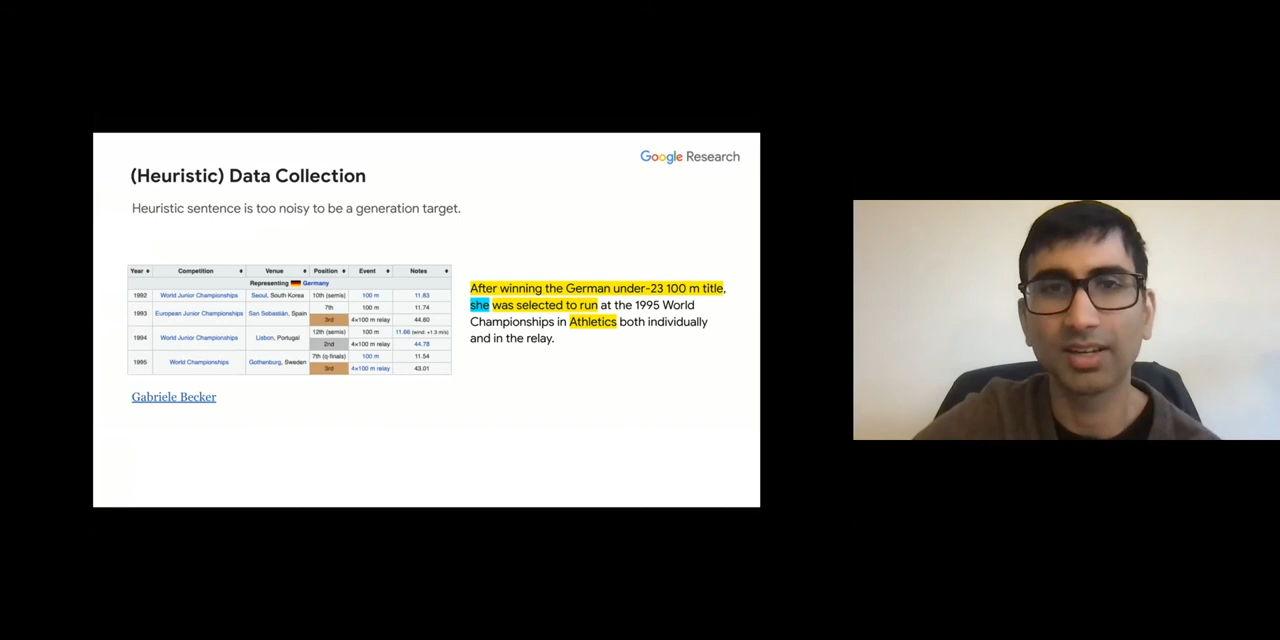 Google Research
(Heuristic) Data Collection
Heuristic sentence is too noisy to be a generation target.
Year Competition Venue Position Event Notes
Representing Germany
1992 World Junior Championships Seoul, South Korea 10th (semis) 100 m 11.83
1993 European Junior Championships San Sebastián, Spain 7th 100 m 11.74
3rd 4×100 m relay 44.60
1994 World Junior Championships Lisbon, Portugal 12th (semis) 100 m 11.66 (wind: +1.3 m/s)
2nd 4×100 m relay 44.78
1995 World Championships Gothenburg, Sweden 7th (q-finals) 100 m 11.54
3rd 4×100 m relay 43.01
After winning the German under-23 100 m title,
she was selected to run at the 1995 World
Championships in Athletics both individually
and in the relay.
Gabriele Becker